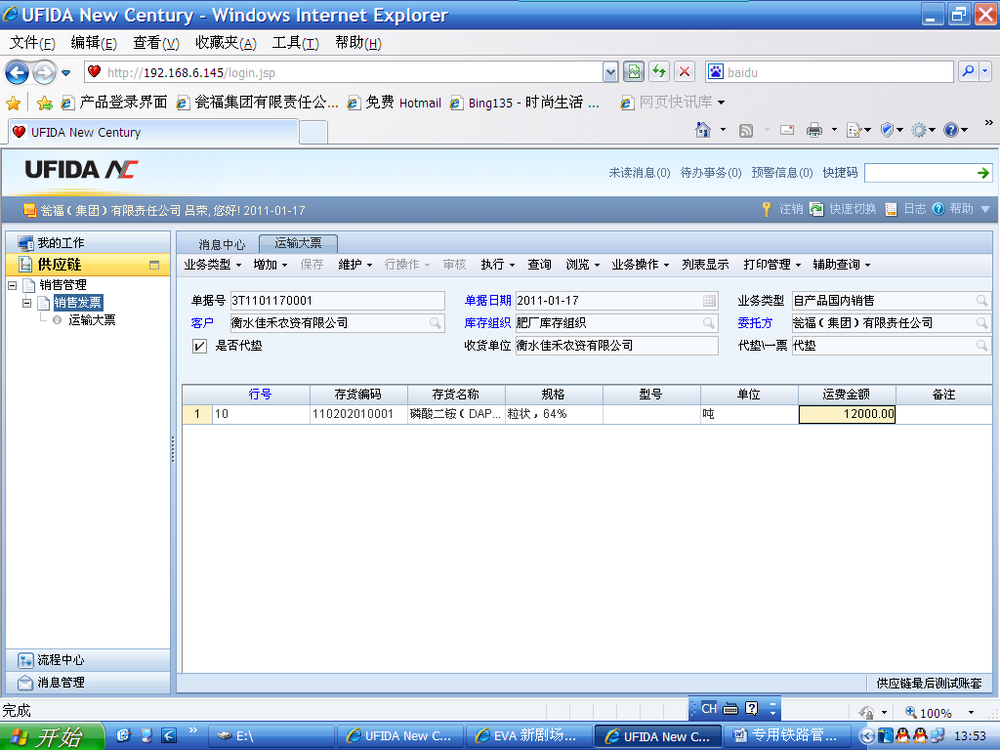 UFIDA New Century - Windows Internet Explorer
文件(F) 编辑(E) 查看(V) 收藏夹(A) 工具(T) 帮助(H)
http://192.168.6.145/login.jsp baidu
产品登录界面 瓮福集团有限责任公... 免费 Hotmail Bing135 - 时尚生活 ... 网页快讯库
UFIDA New Century
UFIDA NC 未读消息(0) 待办事务(0) 预警信息(0) 快捷码
瓮福（集团）有限责任公司 吕荣, 您好! 2011-01-17 注销 快速切换 日志 帮助
我的工作 消息中心 运输大票
供应链 业务类型 增加 保存 维护 行操作 审核 执行 查询 浏览 业务操作 列表显示 打印管理 辅助查询
销售管理
销售发票
运输大票
单据号 3T1101170001 单据日期 2011-01-17 业务类型 自产品国内销售
客户 衡水佳禾农资有限公司 库存组织 肥厂库存组织 委托方 瓮福（集团）有限责任公司
是否代垫 收货单位 衡水佳禾农资有限公司 代垫\一票 代垫
行号 存货编码 存货名称 规格 型号 单位 运费金额 备注
1 10 110202010001 磷酸二铵（DAP... 粒状，64% 吨 12000.00
流程中心
消息管理 供应链最后测试账套
完成 CH 100%
开始 E:\ UFIDA New C... EVA 新剧场... UFIDA New C... 专用铁路管... 13:53